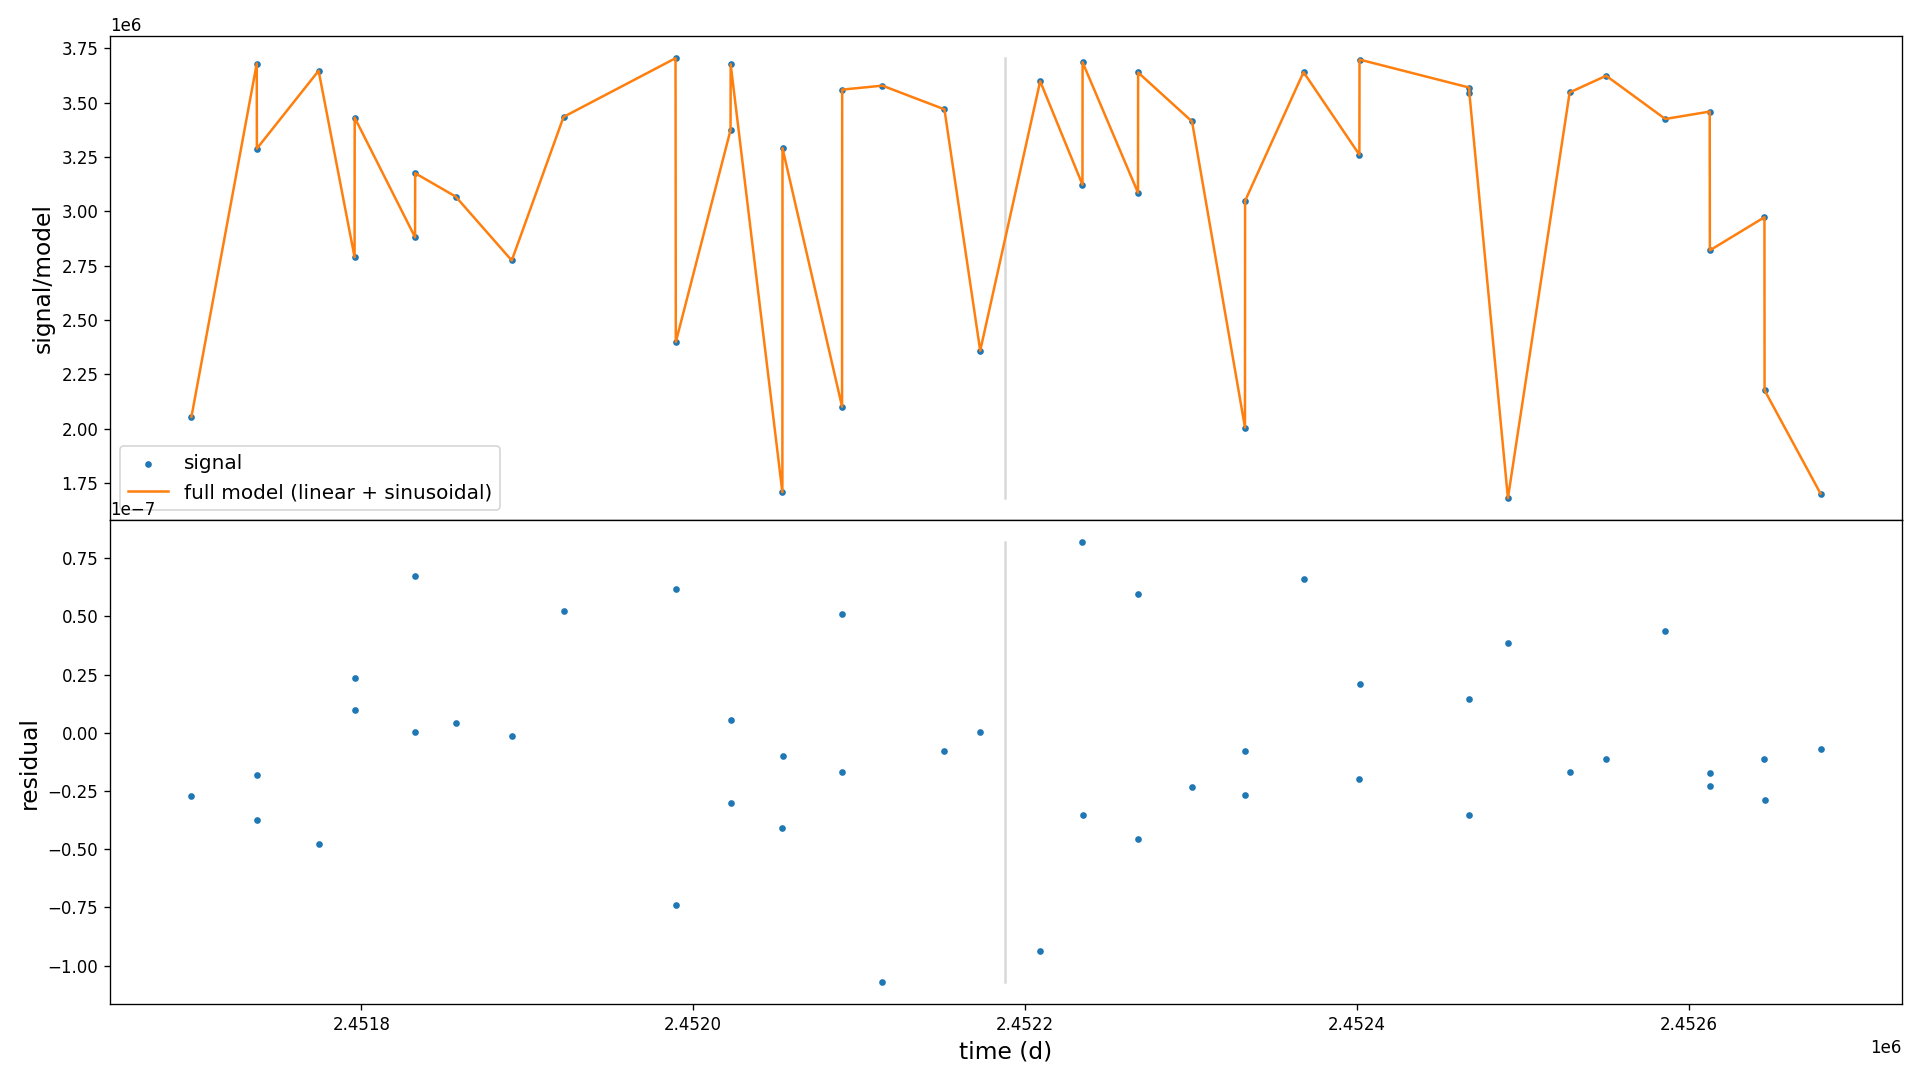 1e6
3.75
3.50
3.25
3.00
2.75
2.50
2.25
2.00
1.75
signal/model
signal
full model (linear + sinusoidal)
1e−7
0.75
0.50
0.25
0.00
−0.25
−0.50
−0.75
−1.00
residual
2.4518
2.4520
2.4522
2.4524
2.4526
time (d)
1e6